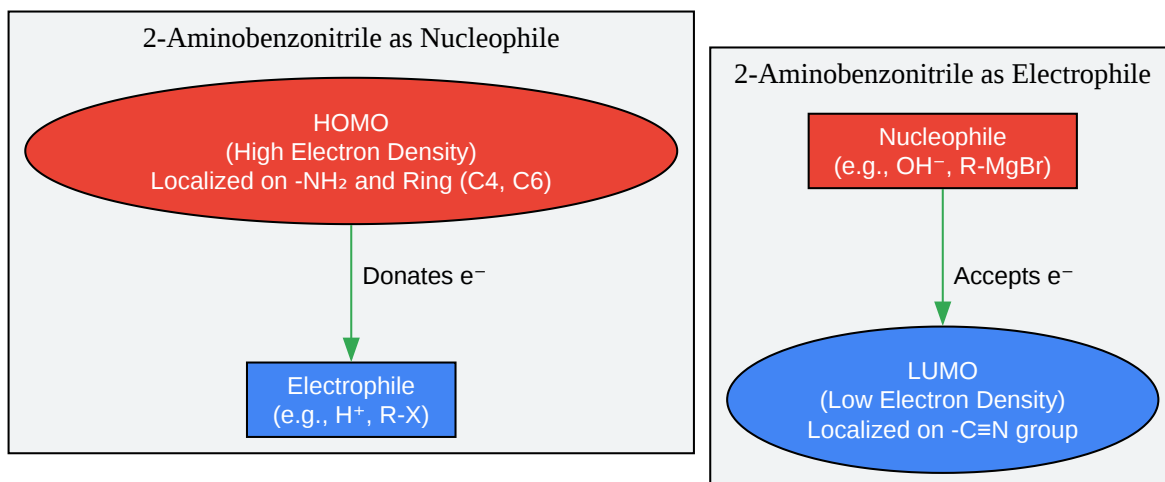 2-Aminobenzonitrile as Nucleophile
HOMO
(High Electron Density)
Localized on -NH₂ and Ring (C4, C6)
Donates e⁻
Electrophile
(e.g., H⁺, R-X)
2-Aminobenzonitrile as Electrophile
Nucleophile
(e.g., OH⁻, R-MgBr)
Accepts e⁻
LUMO
(Low Electron Density)
Localized on -C≡N group